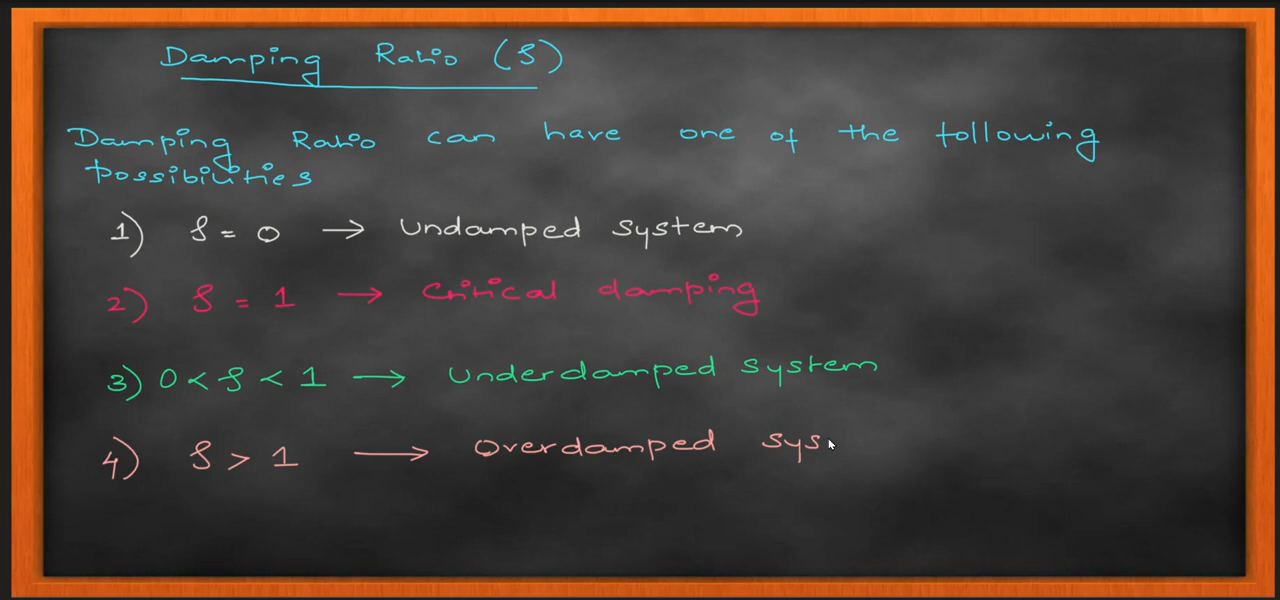 Damping Ratio (ζ)
Damping Ratio can have one of the following
possibilities
1) ζ = 0 → Undamped system
2) ζ = 1 → Critical damping
3) 0 < ζ < 1 → Underdamped system
4) ζ > 1 → Overdamped sys